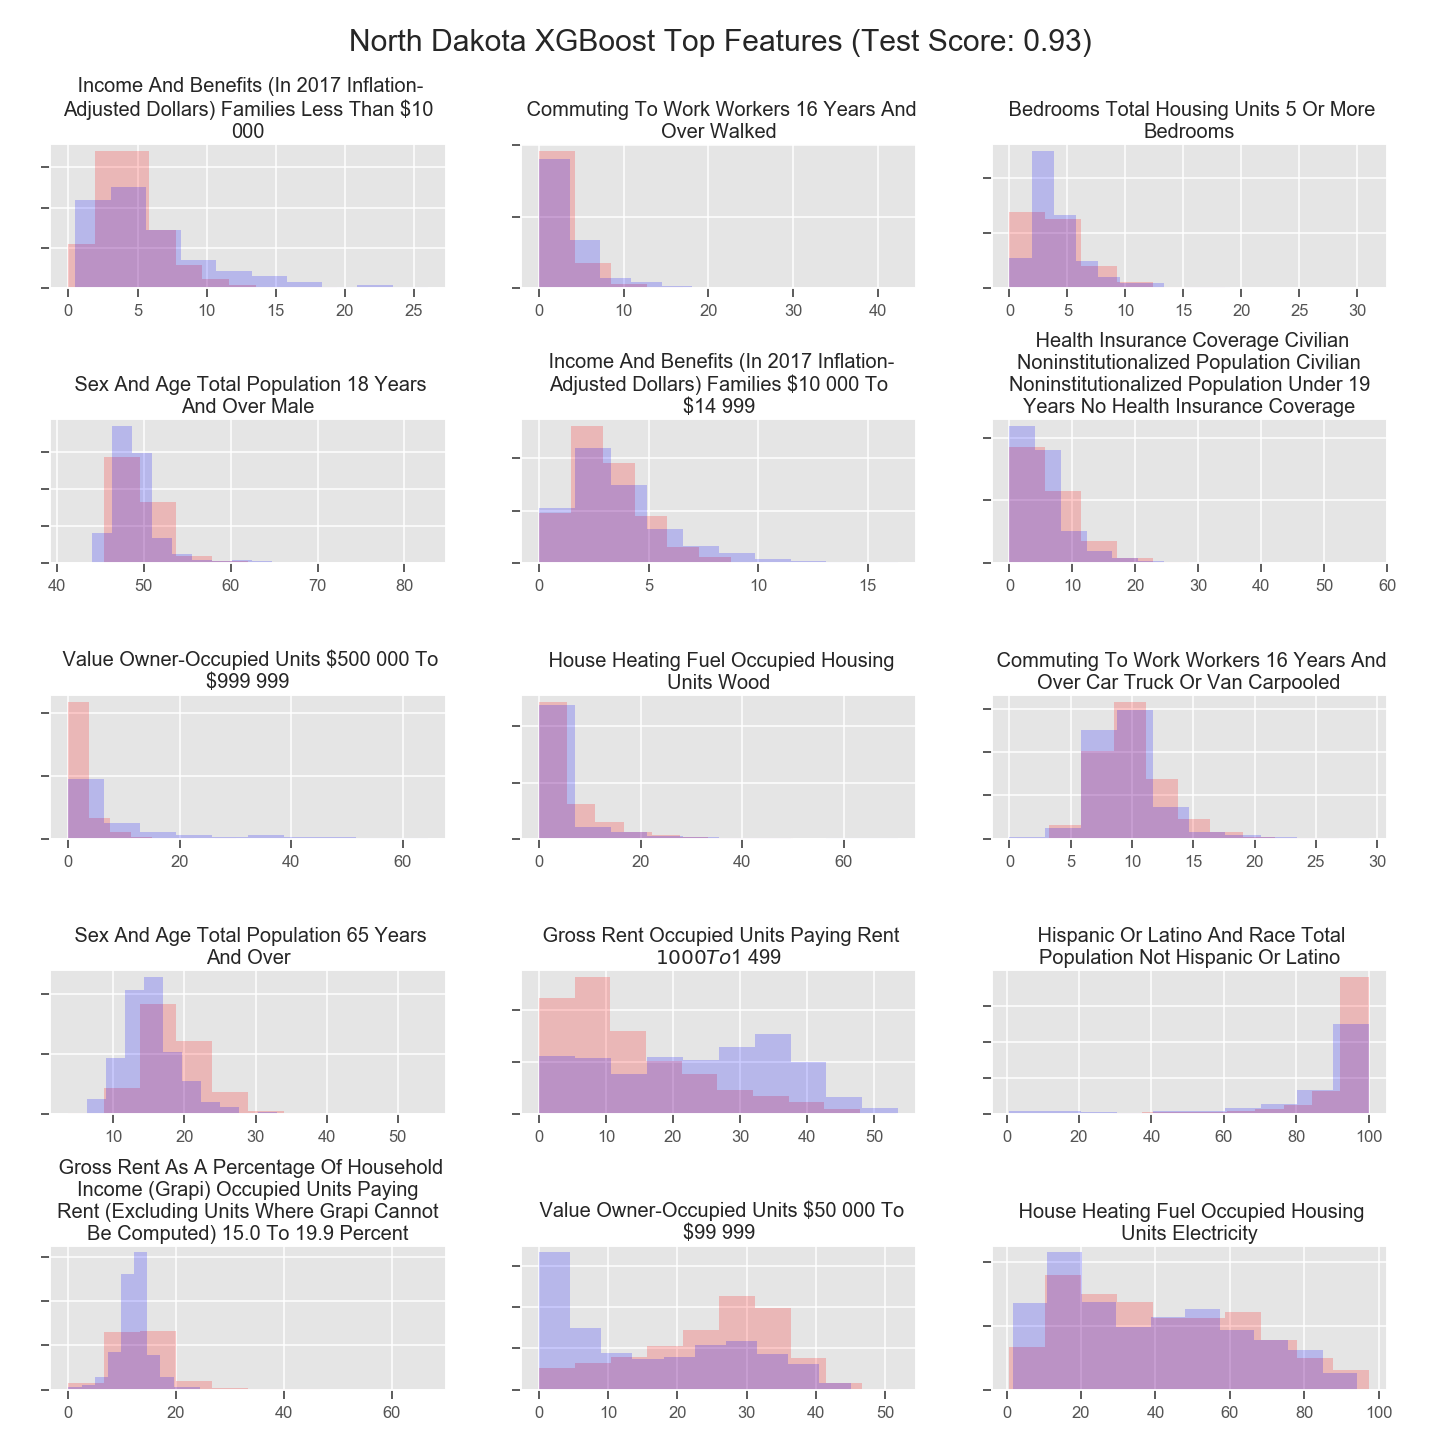 North Dakota XGBoost Top Features (Test Score: 0.93)
Income And Benefits (In 2017 Inflation-
Adjusted Dollars) Families Less Than $10
000
0 5 10 15 20 25
Commuting To Work Workers 16 Years And
Over Walked
0 10 20 30 40
Bedrooms Total Housing Units 5 Or More
Bedrooms
0 5 10 15 20 25 30
Sex And Age Total Population 18 Years
And Over Male
40 50 60 70 80
Income And Benefits (In 2017 Inflation-
Adjusted Dollars) Families $10 000 To
$14 999
0 5 10 15
Health Insurance Coverage Civilian
Noninstitutionalized Population Civilian
Noninstitutionalized Population Under 19
Years No Health Insurance Coverage
0 10 20 30 40 50 60
Value Owner-Occupied Units $500 000 To
$999 999
0 20 40 60
House Heating Fuel Occupied Housing
Units Wood
0 20 40 60
Commuting To Work Workers 16 Years And
Over Car Truck Or Van Carpooled
0 5 10 15 20 25 30
Sex And Age Total Population 65 Years
And Over
10 20 30 40 50
Gross Rent Occupied Units Paying Rent
1000To1 499
0 10 20 30 40 50
Hispanic Or Latino And Race Total
Population Not Hispanic Or Latino
0 20 40 60 80 100
Gross Rent As A Percentage Of Household
Income (Grapi) Occupied Units Paying
Rent (Excluding Units Where Grapi Cannot
Be Computed) 15.0 To 19.9 Percent
0 20 40 60
Value Owner-Occupied Units $50 000 To
$99 999
0 10 20 30 40 50
House Heating Fuel Occupied Housing
Units Electricity
0 20 40 60 80 100